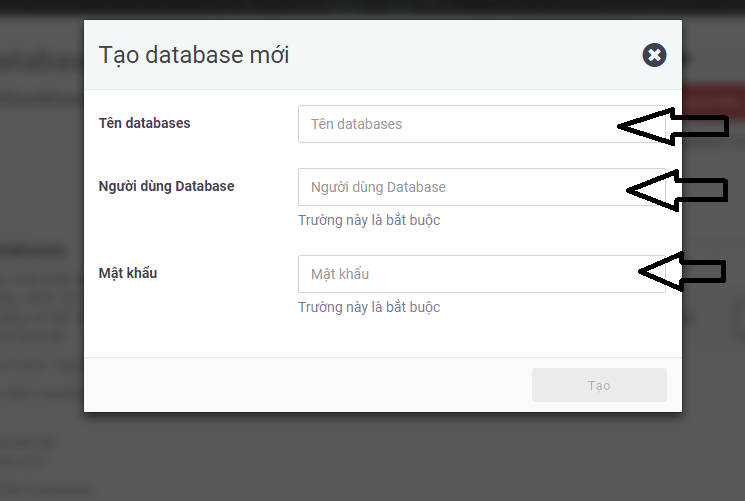 Tạo database mới
Tên databases
Tên databases
Người dùng Database
Người dùng Database
Trường này là bắt buộc
Mật khẩu
Mật khẩu
Trường này là bắt buộc
Tạo